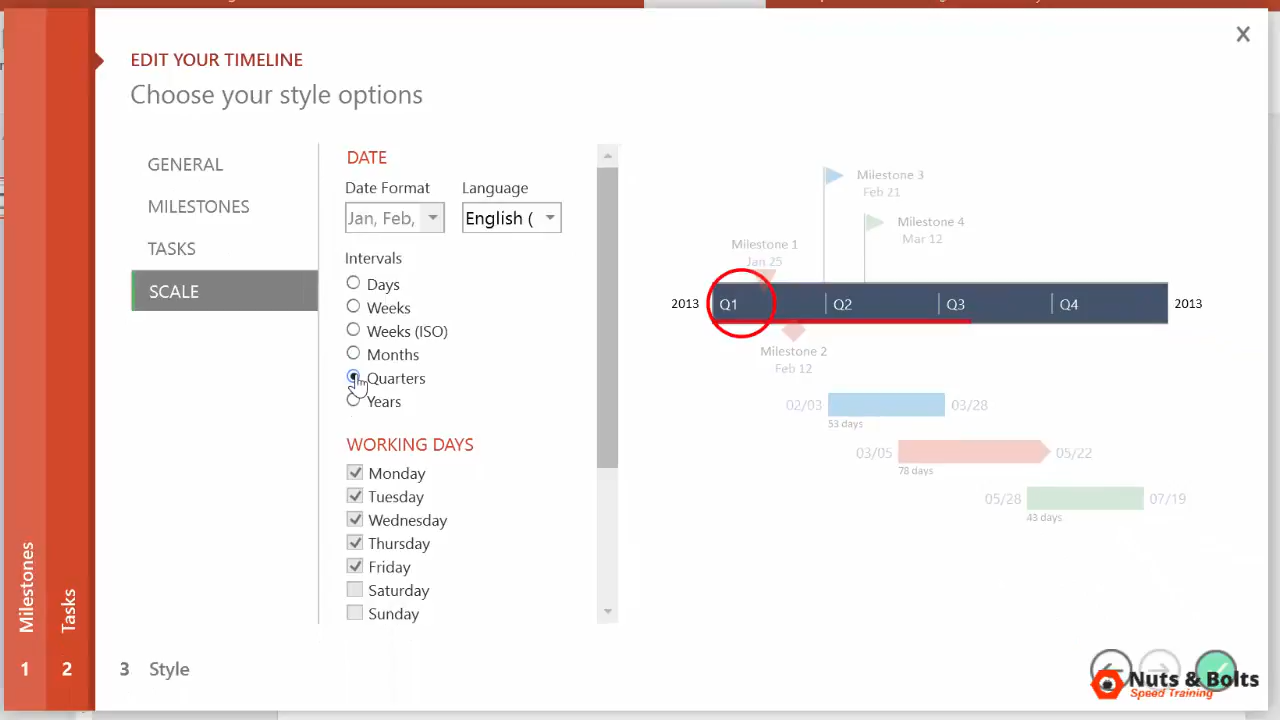 EDIT YOUR TIMELINE
Choose your style options
GENERAL
MILESTONES
TASKS
SCALE
DATE
Date Format
Language
Jan, Feb,
English (
Intervals
Days
Weeks
Weeks (ISO)
Months
Quarters
Years
WORKING DAYS
Monday
Tuesday
Wednesday
Thursday
Friday
Saturday
Sunday
Milestone 3
Feb 21
Milestone 4
Mar 12
Milestone 1
Jan 25
2013
Q1
Q2
Q3
Q4
2013
Milestone 2
Feb 12
02/03
03/28
53 days
03/05
05/22
78 days
05/28
07/19
43 days
Milestones
Tasks
1
2
3 Style
Nuts & Bolts
Speed Training